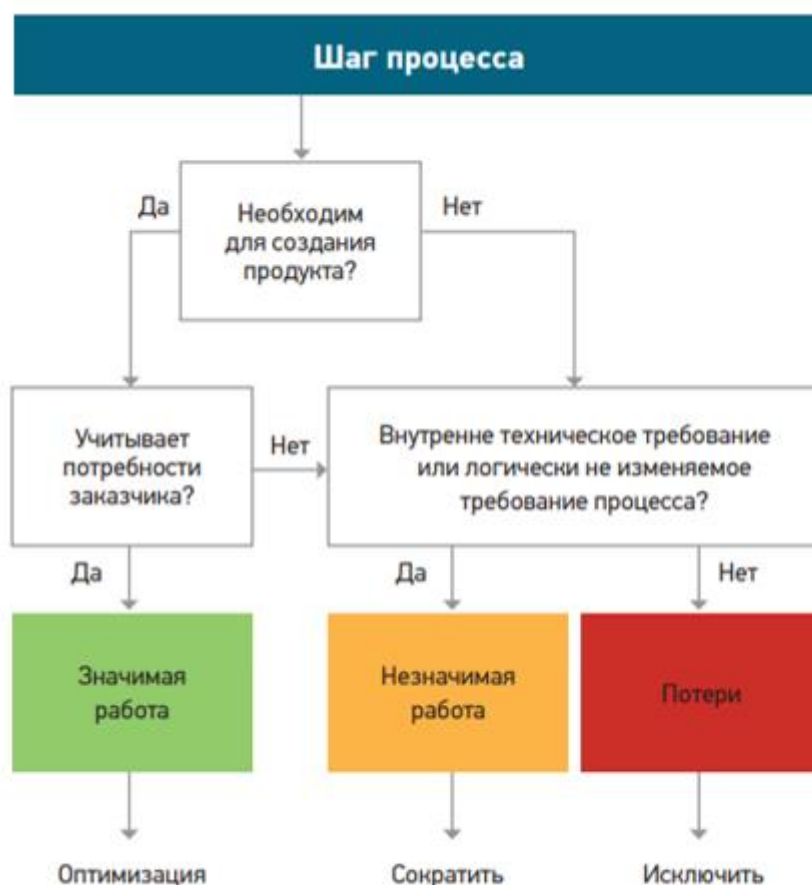 Шаг процесса
Да
Необходим
для создания
продукта?
Нет
Учитывает
потребности
заказчика?
Нет
Внутренне техническое требование
или логически не изменяемое
требование процесса?
Да
Да
Нет
Значимая
работа
Незначимая
работа
Потери
Оптимизация
Сократить
Исключить